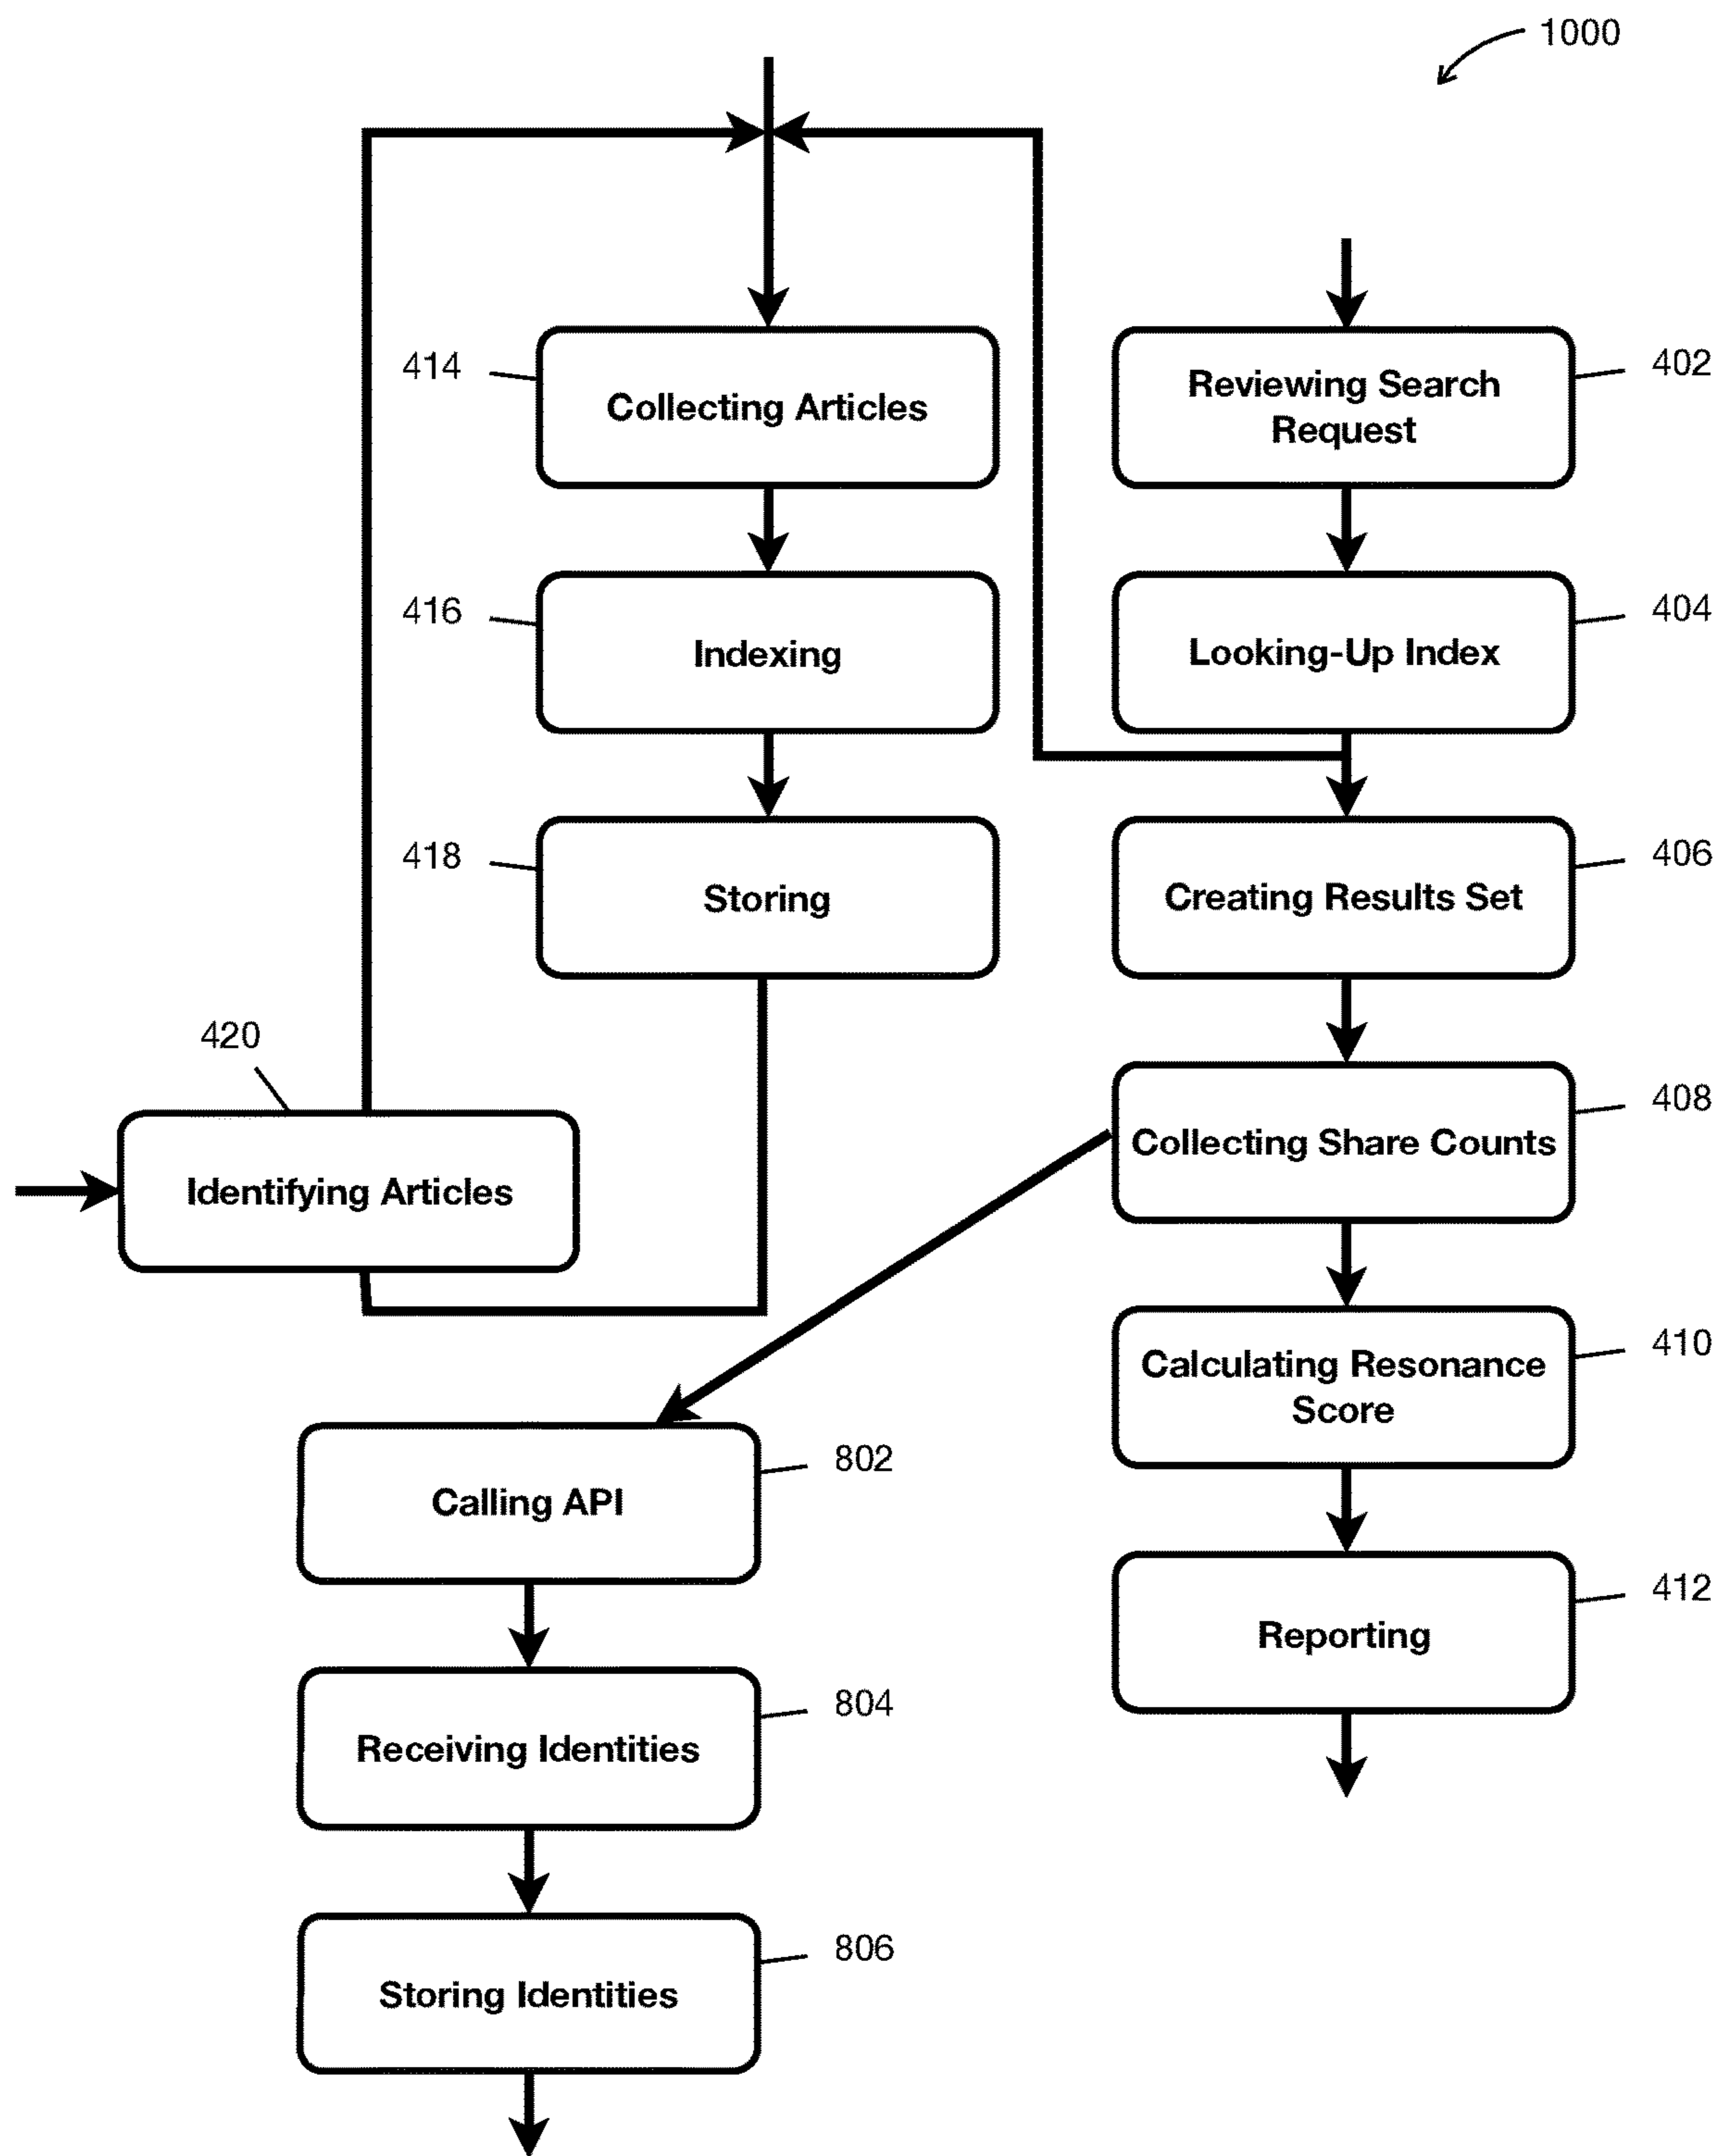 1000
414
Collecting Articles
Reviewing Search
Request
402
416
Indexing
Looking-Up Index
404
418
Storing
Creating Results Set
406
420
Identifying Articles
Collecting Share Counts
408
Calculating Resonance
Score
410
Calling API
802
Reporting
412
Receiving Identities
804
Storing Identities
806